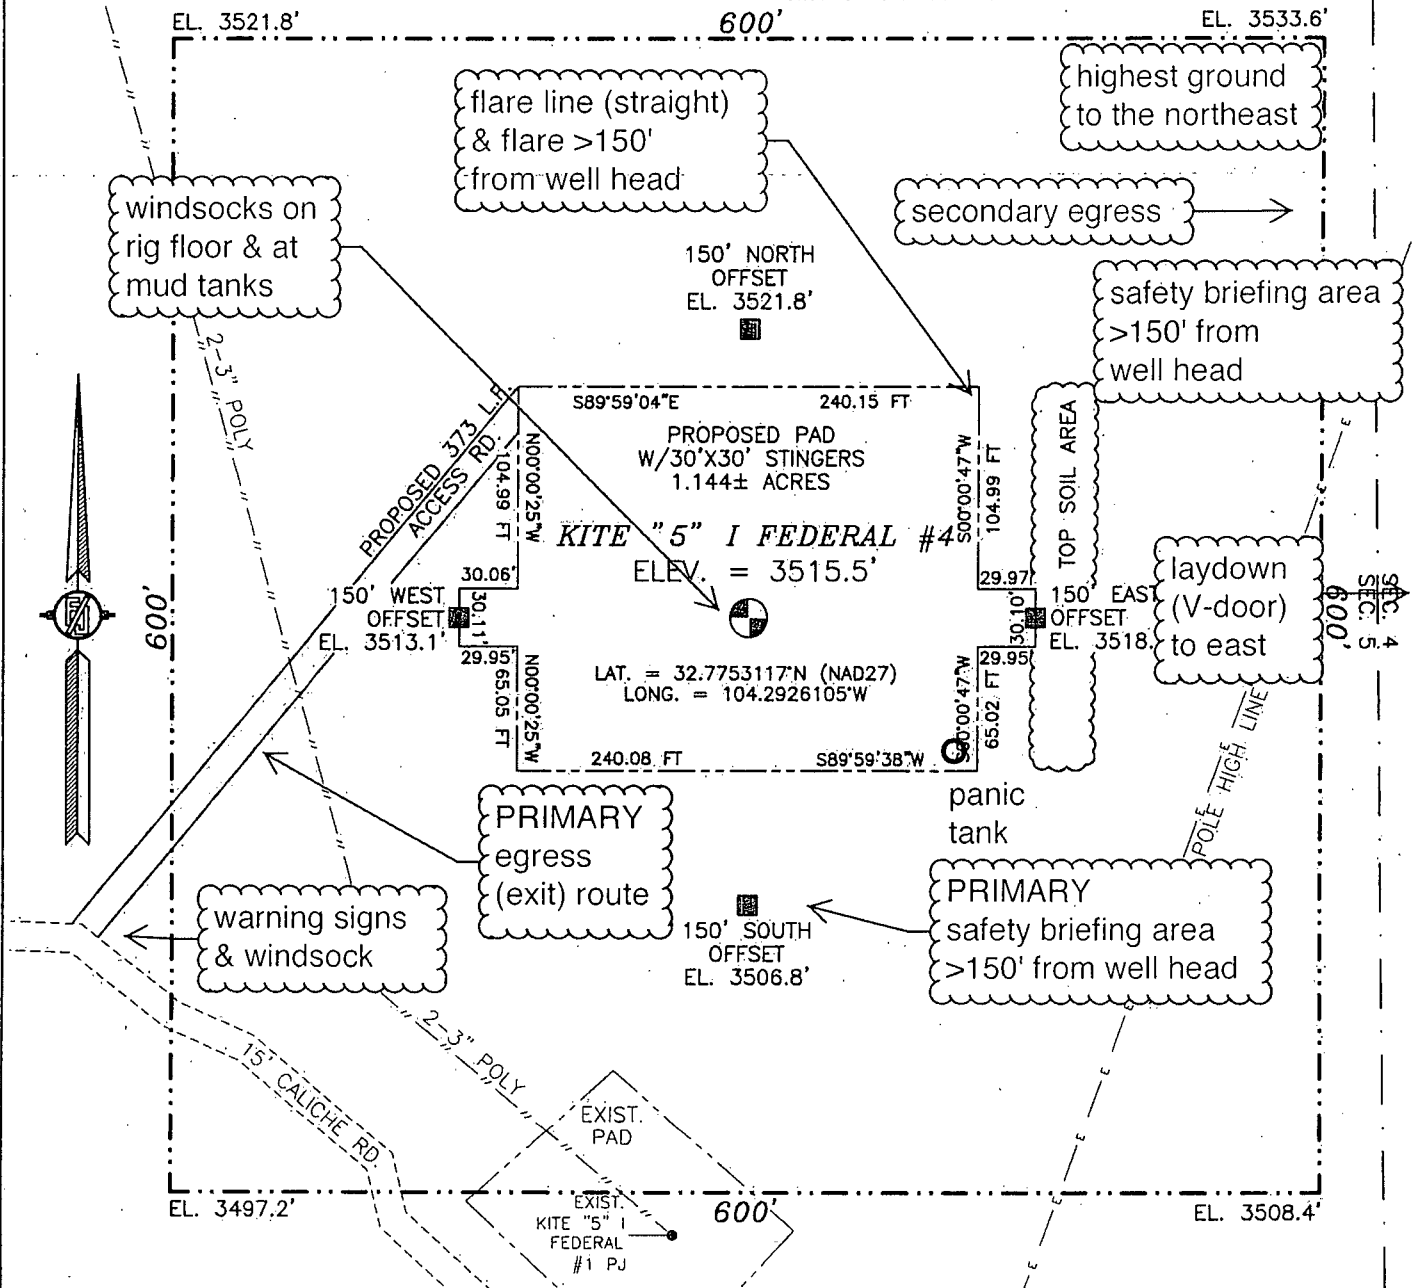 EL. 3521.8'
600'
EL. 3533.6'
highest ground
to the northeast
flare line (straight)
& flare >150'
from well head
windsocks on
rig floor & at
mud tanks
secondary egress
150' NORTH
OFFSET
EL. 3521.8'
safety briefing area
>150' from
well head
2-3" POLY
S89°59'04"E
240.15 FT
PROPOSED 373 L.F.
ACCESS RD.
N00°00'25"W
104.99 FT
PROPOSED PAD
W/30'X30' STINGERS
1.144± ACRES
S00°00'47"W
104.99 FT
TOP SOIL AREA
KITE "5" I FEDERAL #4
ELEV. = 3515.5'
laydown
(V-door)
to east
600'
150' WEST
OFFSET
EL. 3513.1'
30.06'
30.11'
29.95'
29.97'
30.10'
29.95'
150' EAST
OFFSET
EL. 3518.
600'
SEC. 4
SEC. 5
LAT. = 32.7753117°N (NAD27)
LONG. = 104.2926105°W
N00°00'25"W
65.05 FT
S00°00'47"W
65.02 FT
240.08 FT
S89°59'38"W
panic
tank
POLE HIGH LINE
PRIMARY
egress
(exit) route
warning signs
& windsock
150' SOUTH
OFFSET
EL. 3506.8'
PRIMARY
safety briefing area
>150' from well head
2-3" POLY
15' CALICHE RD.
EXIST.
PAD
EL. 3497.2'
EXIST.
KITE "5" I
FEDERAL
#1 PJ
600'
EL. 3508.4'